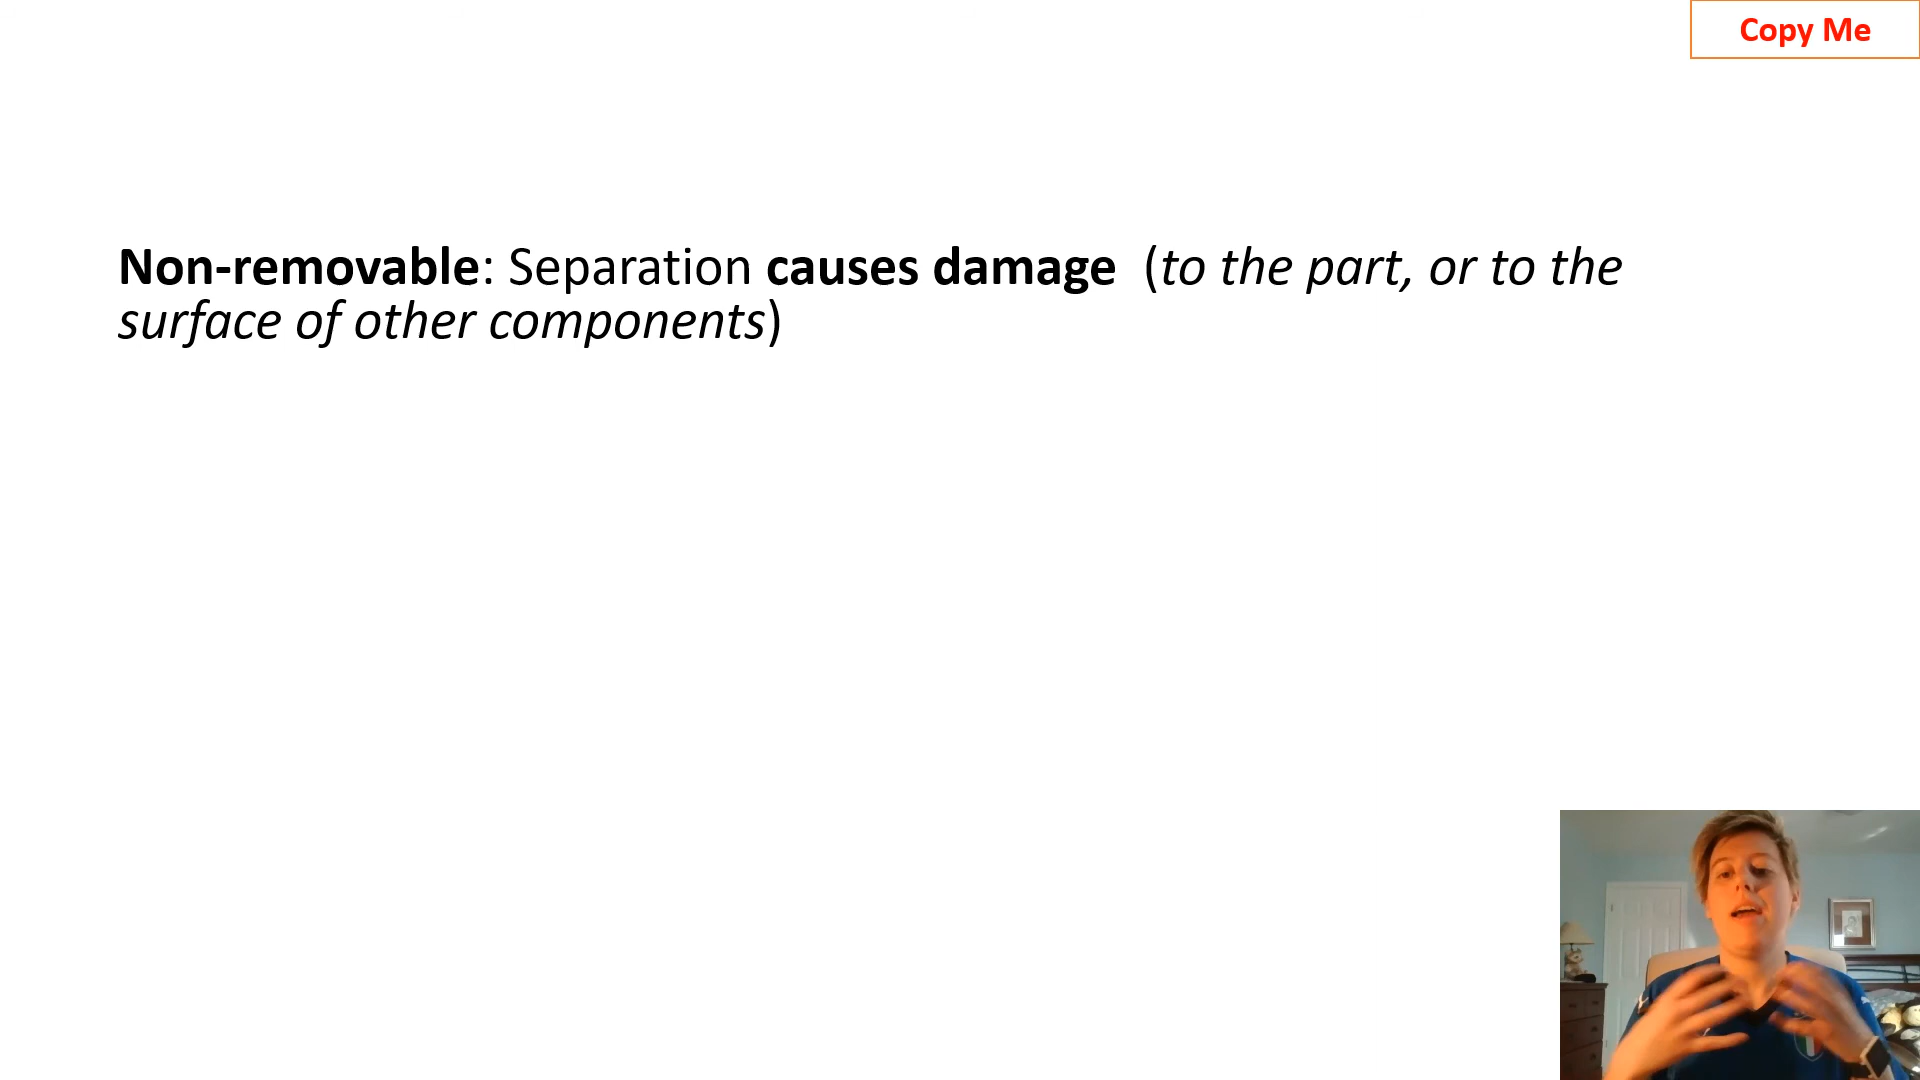 Copy Me
Non-removable: Separation causes damage  (to the part, or to the
surface of other components)